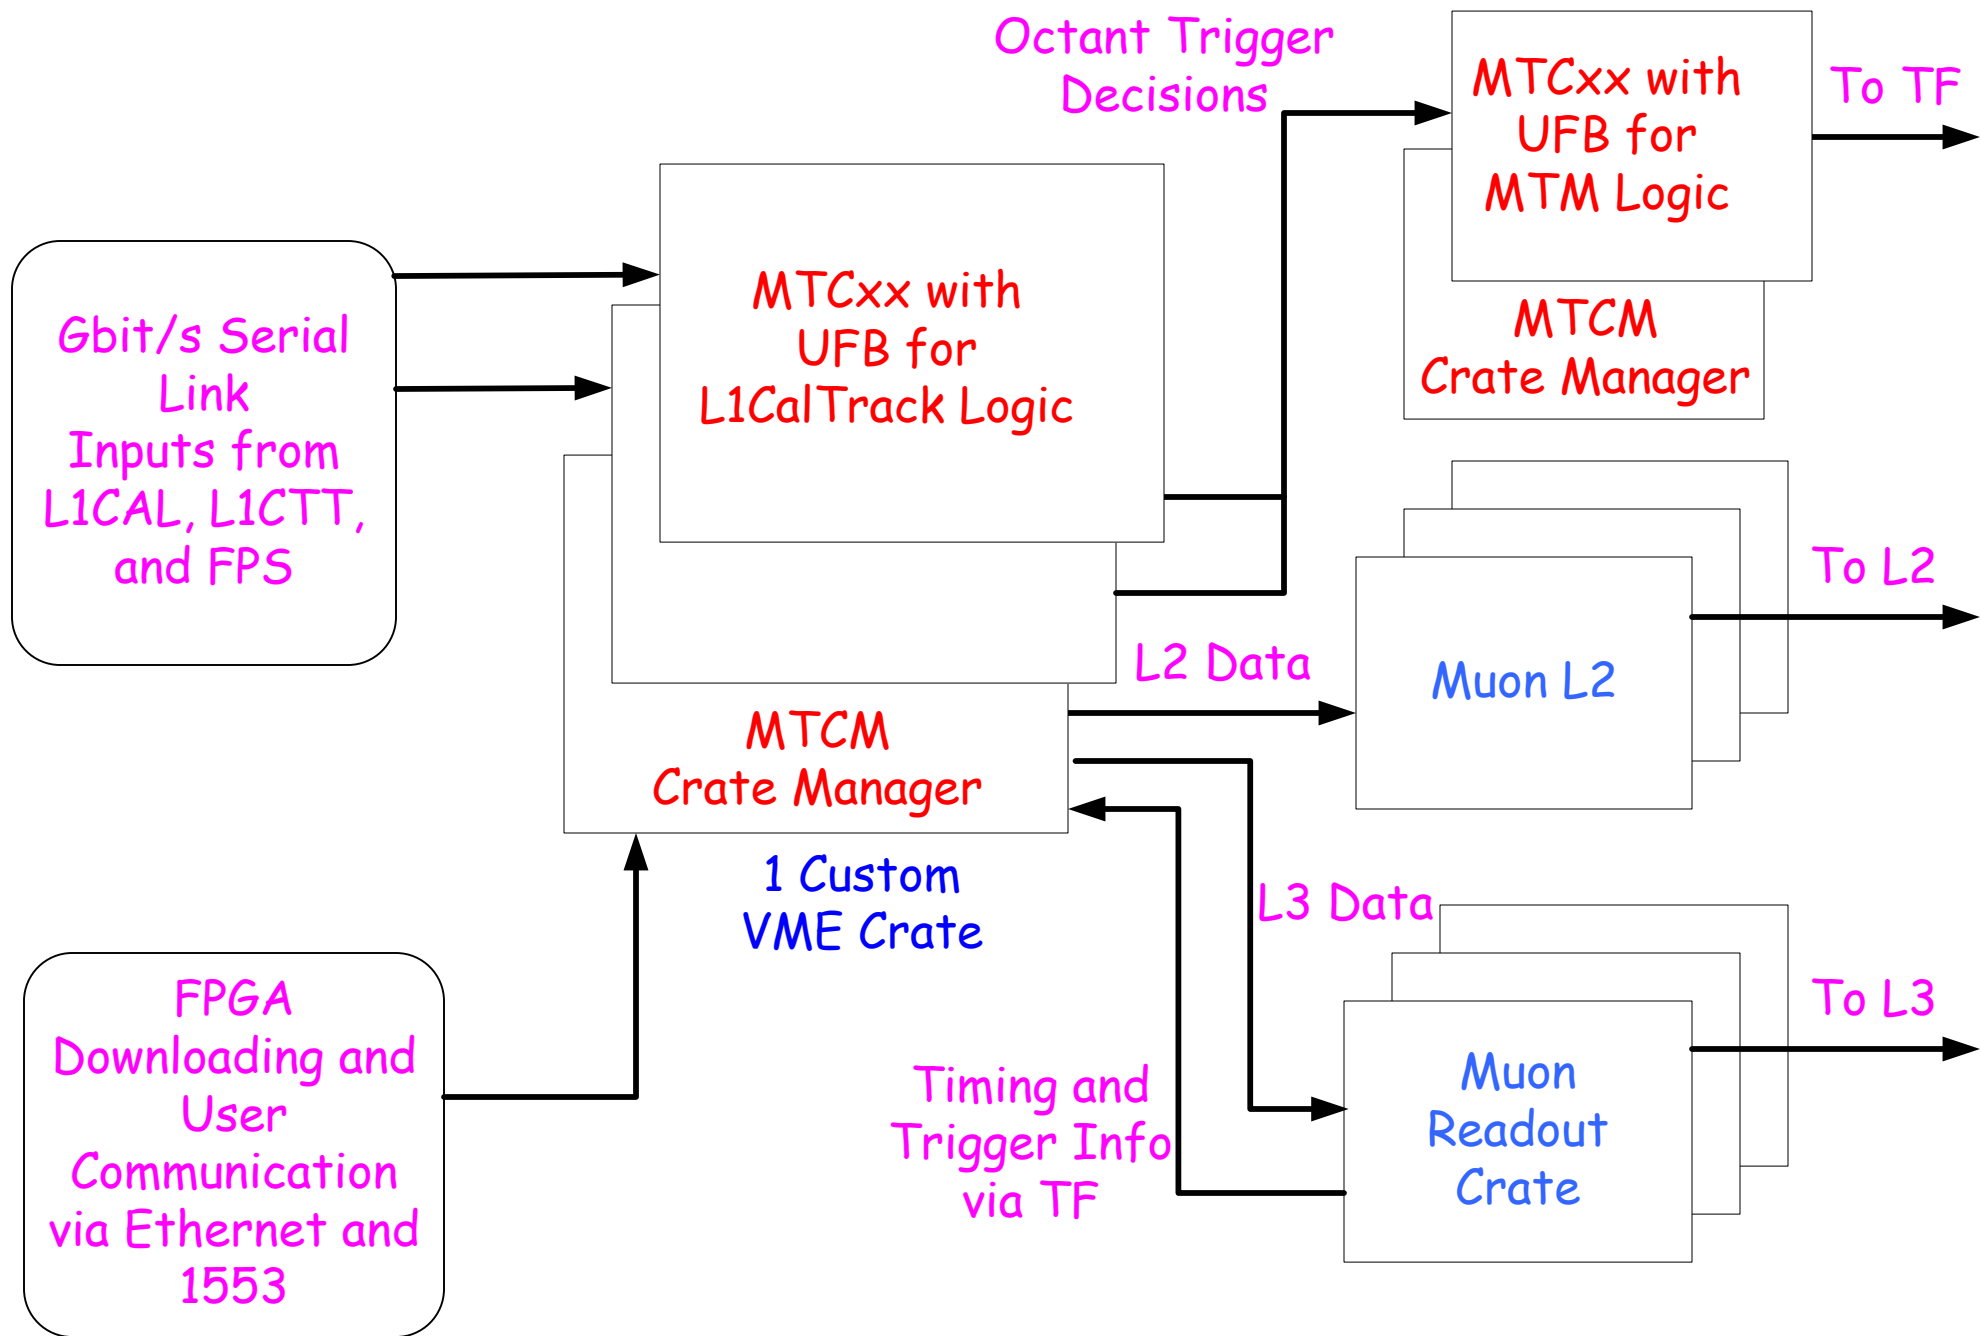 Octant Trigger
Decisions
MTCxx with
UFB for
MTM Logic
To TF
MTCM
Crate Manager
Gbit/s Serial
Link
Inputs from
L1CAL, L1CTT,
and FPS
MTCxx with
UFB for
L1CalTrack Logic
MTCM
Crate Manager
1 Custom
VME Crate
L2 Data
Muon L2
To L2
L3 Data
FPGA
Downloading and
User
Communication
via Ethernet and
1553
Timing and
Trigger Info
via TF
Muon
Readout
Crate
To L3